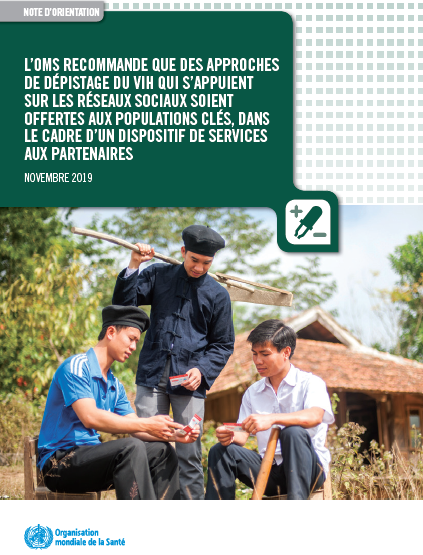 NOTE D'ORIENTATION
L'OMS RECOMMANDE QUE DES APPROCHES
DE DÉPISTAGE DU VIH QUI S'APPUIENT
SUR LES RÉSEAUX SOCIAUX SOIENT
OFFERTES AUX POPULATIONS CLÉS, DANS
LE CADRE D'UN DISPOSITIF DE SERVICES
AUX PARTENAIRES
NOVEMBRE 2019
Organisation
mondiale de la Santé